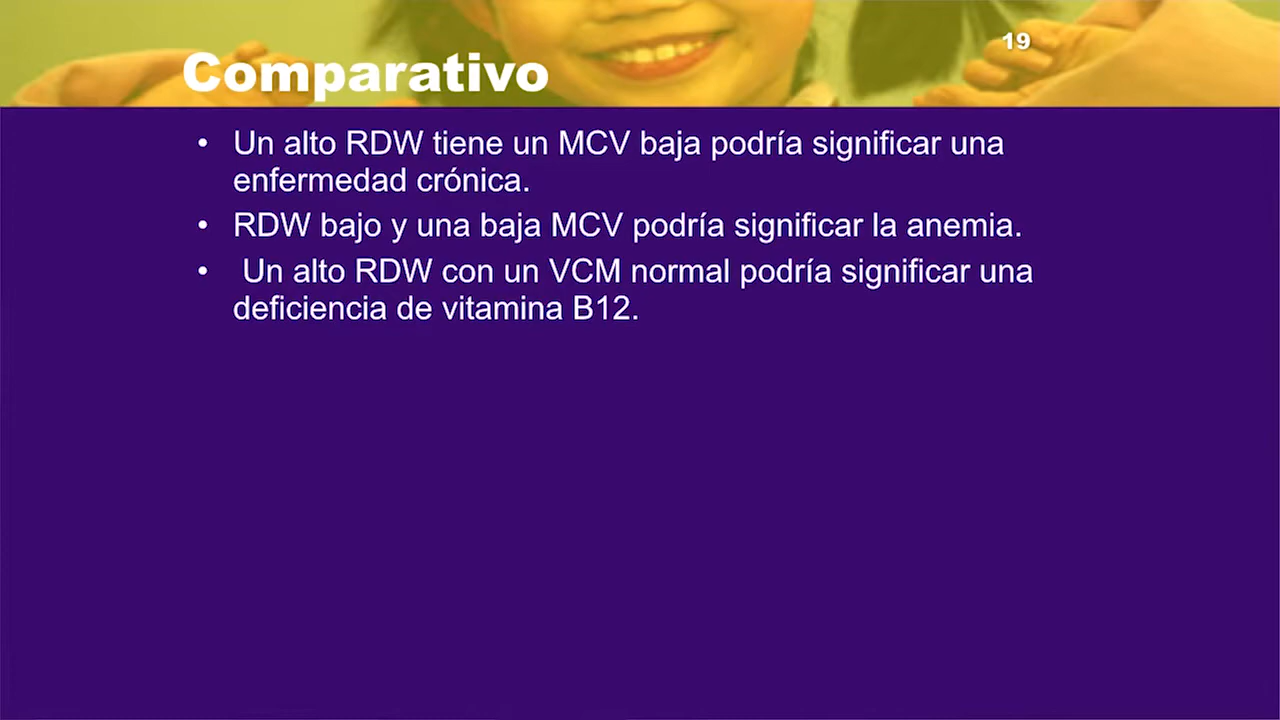 19
Comparativo
• Un alto RDW tiene un MCV baja podría significar una
enfermedad crónica.
• RDW bajo y una baja MCV podría significar la anemia.
• Un alto RDW con un VCM normal podría significar una
deficiencia de vitamina B12.